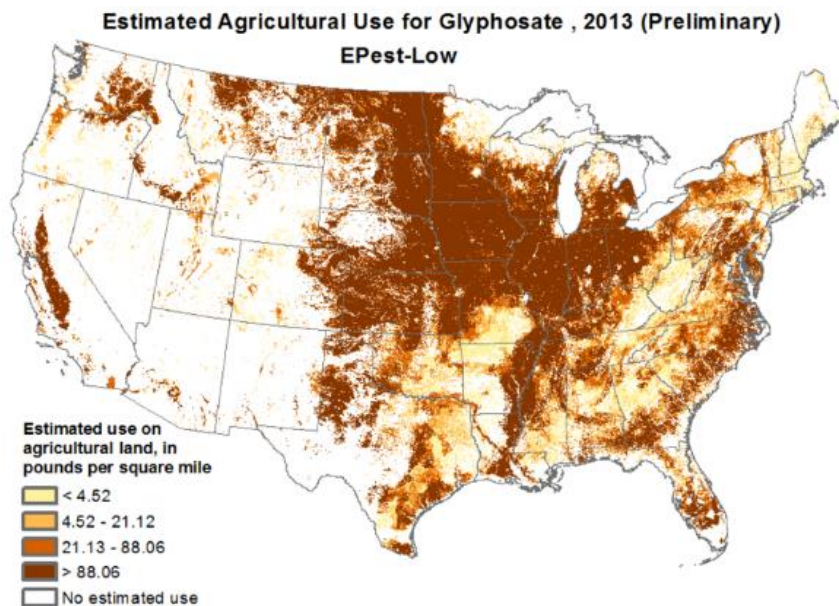 Estimated Agricultural Use for Glyphosate , 2013 (Preliminary)
EPest-Low
Estimated use on
agricultural land, in
pounds per square mile
< 4.52
4.52 - 21.12
21.13 - 88.06
> 88.06
No estimated use